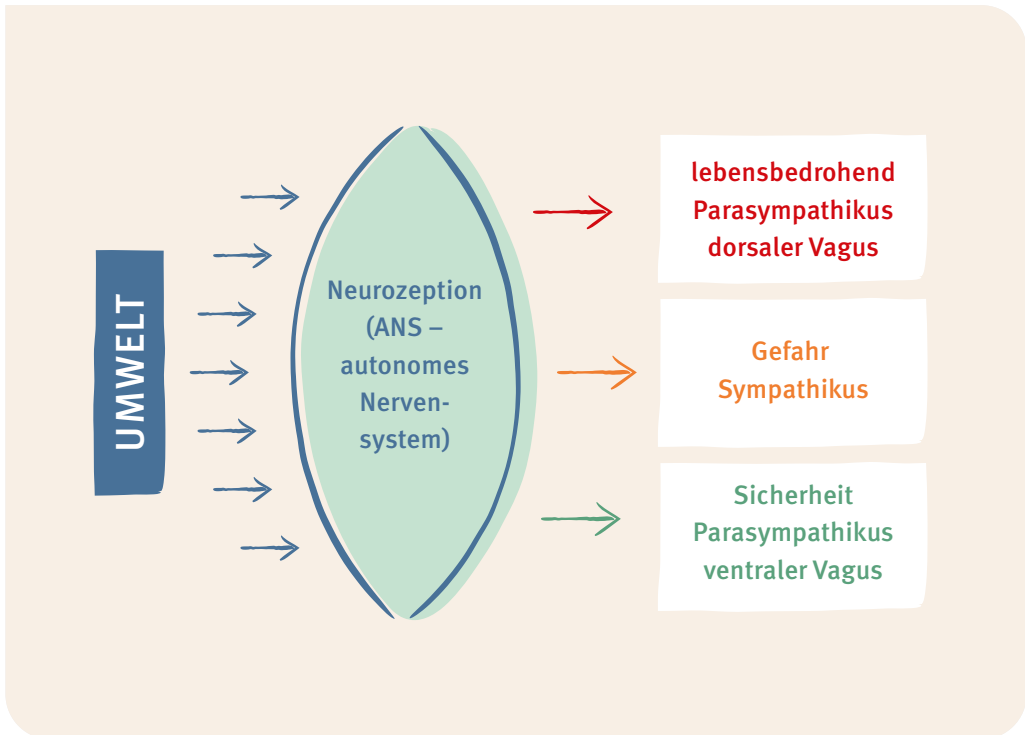 UMWELT
Neurozeption
(ANS –
autonomes
Nerven-
system)
lebensbedrohend
Parasympathikus
dorsaler Vagus
Gefahr
Sympathikus
Sicherheit
Parasympathikus
ventraler Vagus